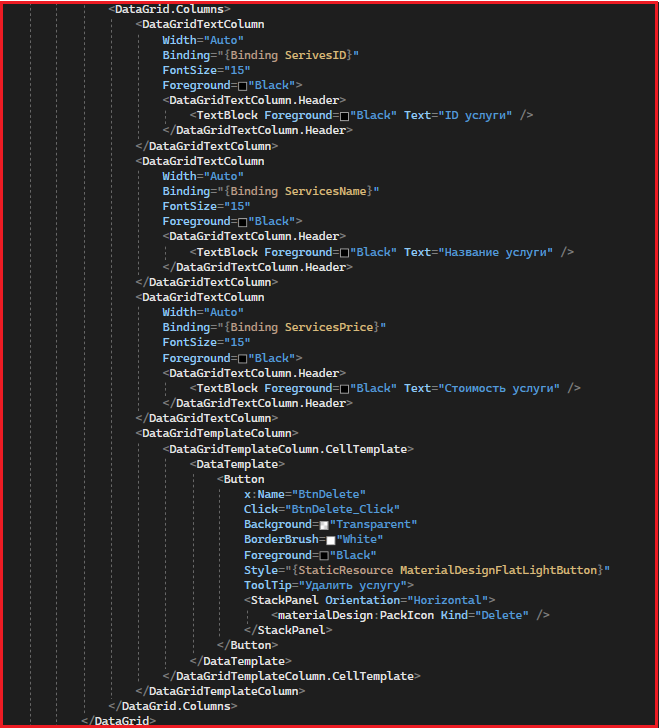 <DataGrid.Columns>
<DataGridTextColumn
Width="Auto"
Binding="{Binding SerivesID}"
FontSize="15"
Foreground="Black">
<DataGridTextColumn.Header>
<TextBlock Foreground="Black" Text="ID услуги" />
</DataGridTextColumn.Header>
</DataGridTextColumn>
<DataGridTextColumn
Width="Auto"
Binding="{Binding ServicesName}"
FontSize="15"
Foreground="Black">
<DataGridTextColumn.Header>
<TextBlock Foreground="Black" Text="Название услуги" />
</DataGridTextColumn.Header>
</DataGridTextColumn>
<DataGridTextColumn
Width="Auto"
Binding="{Binding ServicesPrice}"
FontSize="15"
Foreground="Black">
<DataGridTextColumn.Header>
<TextBlock Foreground="Black" Text="Стоимость услуги" />
</DataGridTextColumn.Header>
</DataGridTextColumn>
<DataGridTemplateColumn>
<DataGridTemplateColumn.CellTemplate>
<DataTemplate>
<Button
x:Name="BtnDelete"
Click="BtnDelete_Click"
Background="Transparent"
BorderBrush="White"
Foreground="Black"
Style="{StaticResource MaterialDesignFlatLightButton}"
ToolTip="Удалить услугу">
<StackPanel Orientation="Horizontal">
<materialDesign:PackIcon Kind="Delete" />
</StackPanel>
</Button>
</DataTemplate>
</DataGridTemplateColumn.CellTemplate>
</DataGridTemplateColumn>
</DataGrid.Columns>
</DataGrid>